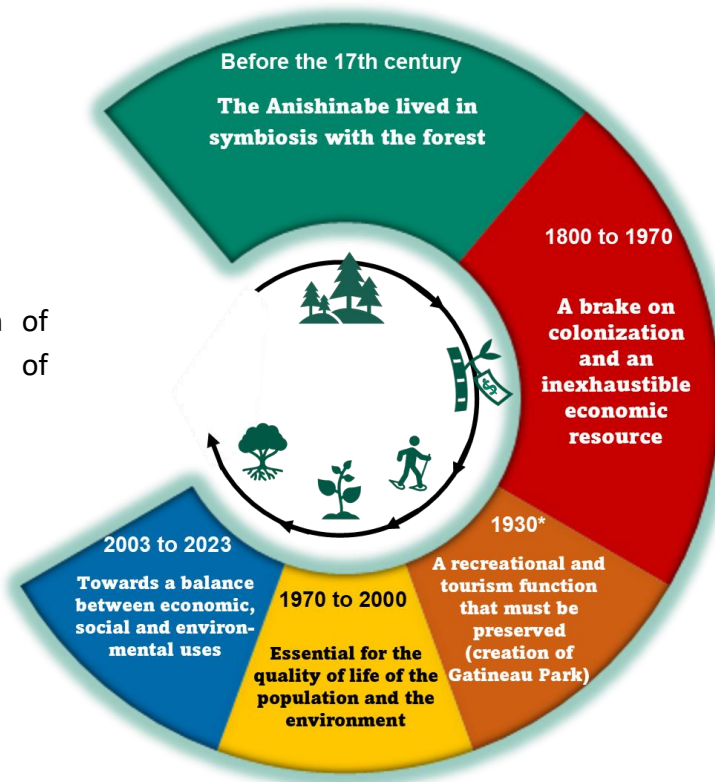 Before the 17th century
The Anishinabe lived in
symbiosis with the forest
1800 to 1970
A brake on
colonization
and an
inexhaustible
economic
resource
1930*
A recreational and
tourism function
that must be
preserved
(creation of
Gatineau Park)
1970 to 2000
Essential for the
quality of life of the
population and the
environment
2003 to 2023
Towards a balance
between economic,
social and environ-
mental uses
of
of
$